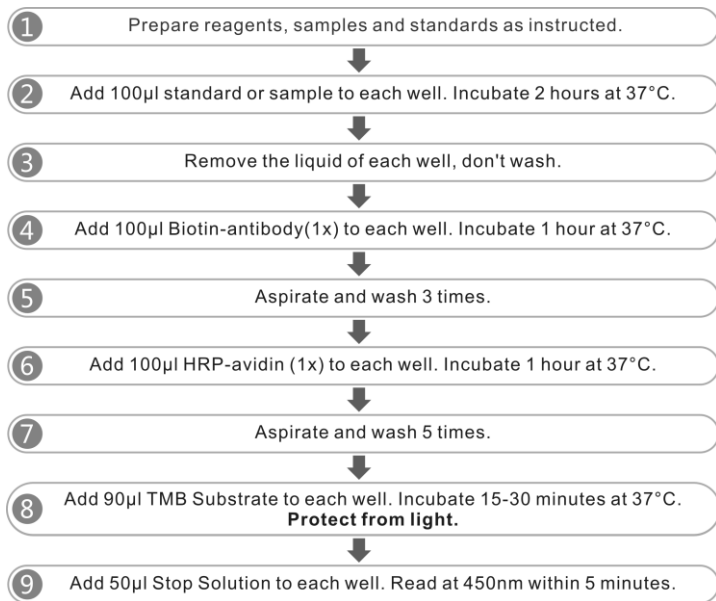 1 Prepare reagents, samples and standards as instructed.
2 Add 100µl standard or sample to each well. Incubate 2 hours at 37°C.
3 Remove the liquid of each well, don't wash.
4 Add 100µl Biotin-antibody(1x) to each well. Incubate 1 hour at 37°C.
5 Aspirate and wash 3 times.
6 Add 100µl HRP-avidin (1x) to each well. Incubate 1 hour at 37°C.
7 Aspirate and wash 5 times.
8 Add 90µl TMB Substrate to each well. Incubate 15-30 minutes at 37°C.
Protect from light.
9 Add 50µl Stop Solution to each well. Read at 450nm within 5 minutes.